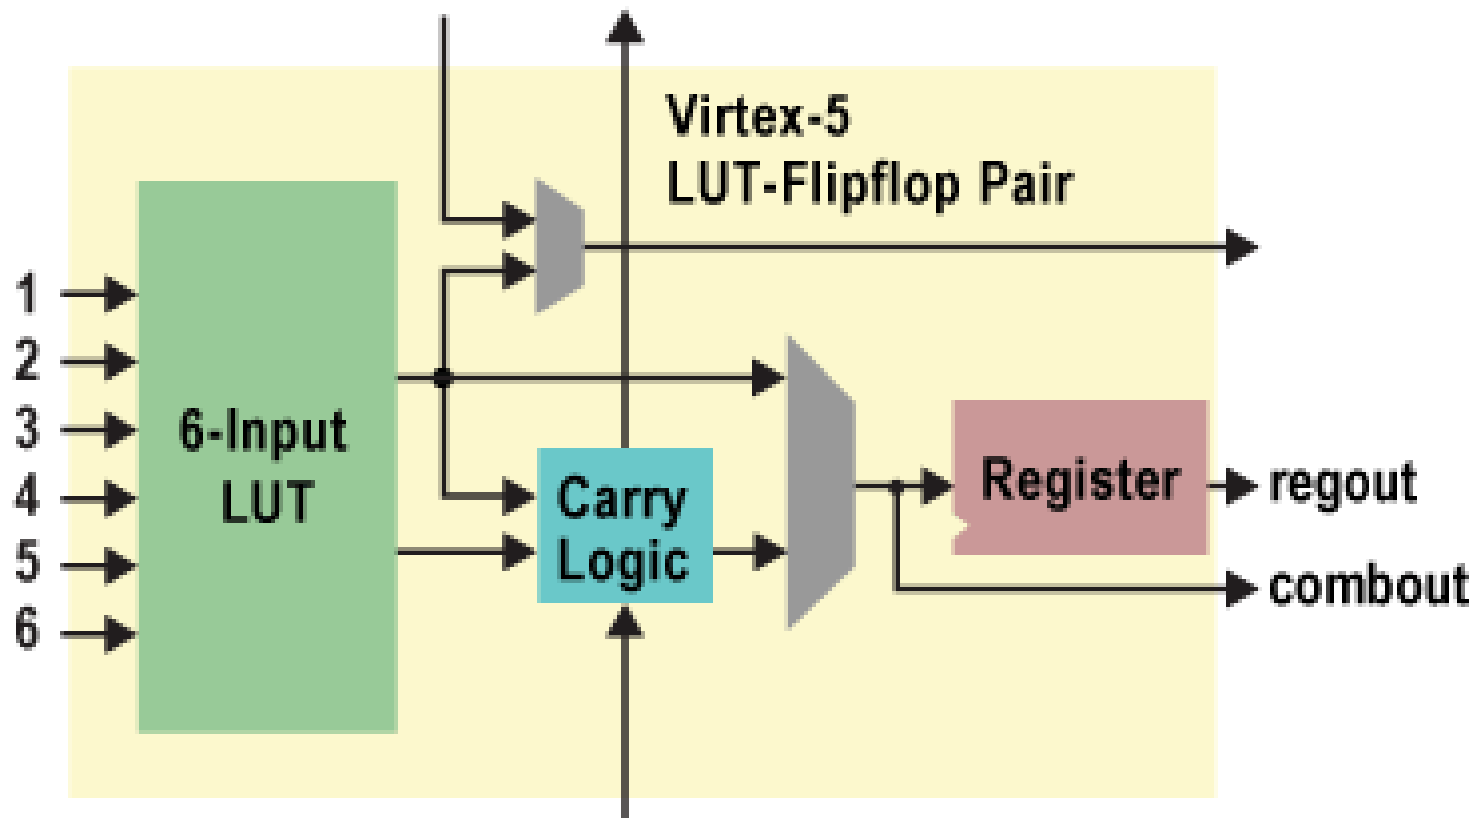 Virtex-5
LUT-Flipflop Pair
1
2
3
4
5
6
6-Input
LUT
Carry
Logic
Register
regout
combout